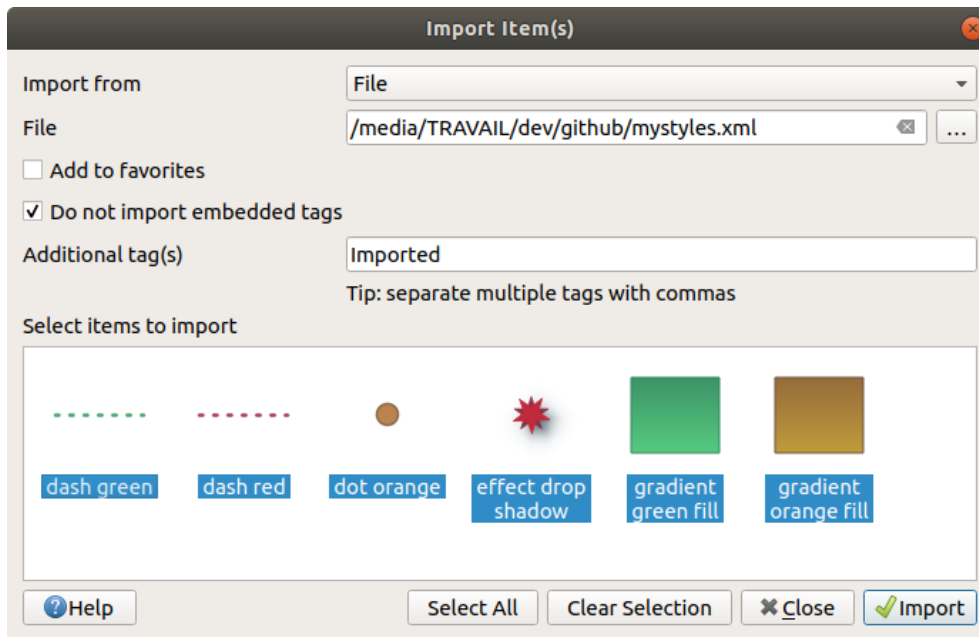 Import Item(s)
Import from
File
File
/media/TRAVAIL/dev/github/mystyles.xml
...
Add to favorites
Do not import embedded tags
Additional tag(s)
Imported
Tip: separate multiple tags with commas
Select items to import
dash green
dash red
dot orange
effect drop
shadow
gradient
green fill
gradient
orange fill
Help
Select All
Clear Selection
Close
Import